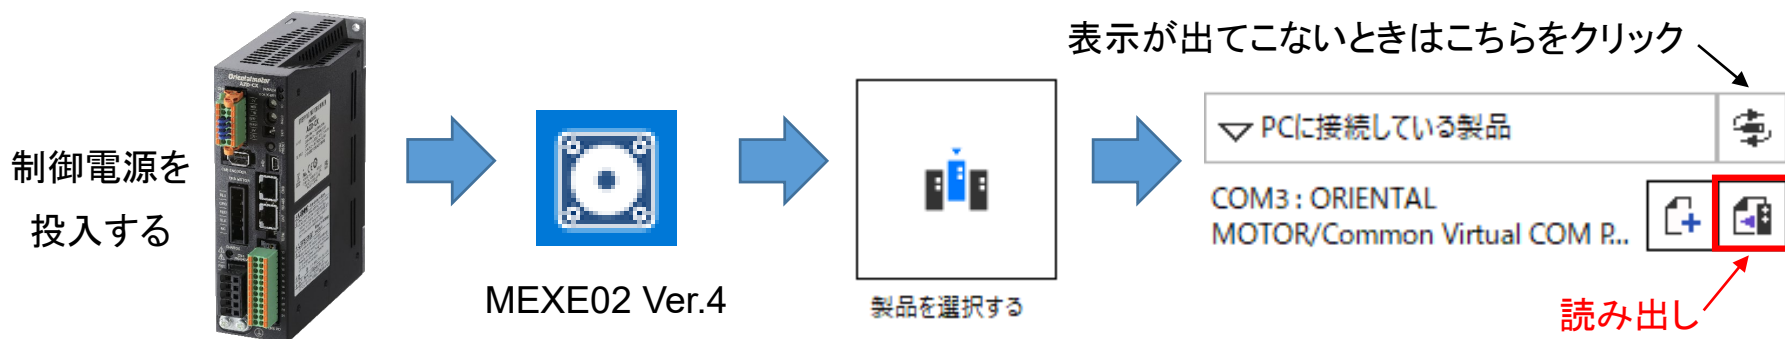 表示が出てこないときはこちらをクリック
制御電源を
投入する
Orientalmotor
AZD-CX
MEXE02 Ver.4
製品を選択する
PCに接続している製品
COM3 : ORIENTAL
MOTOR/Common Virtual COM P...
読み出し